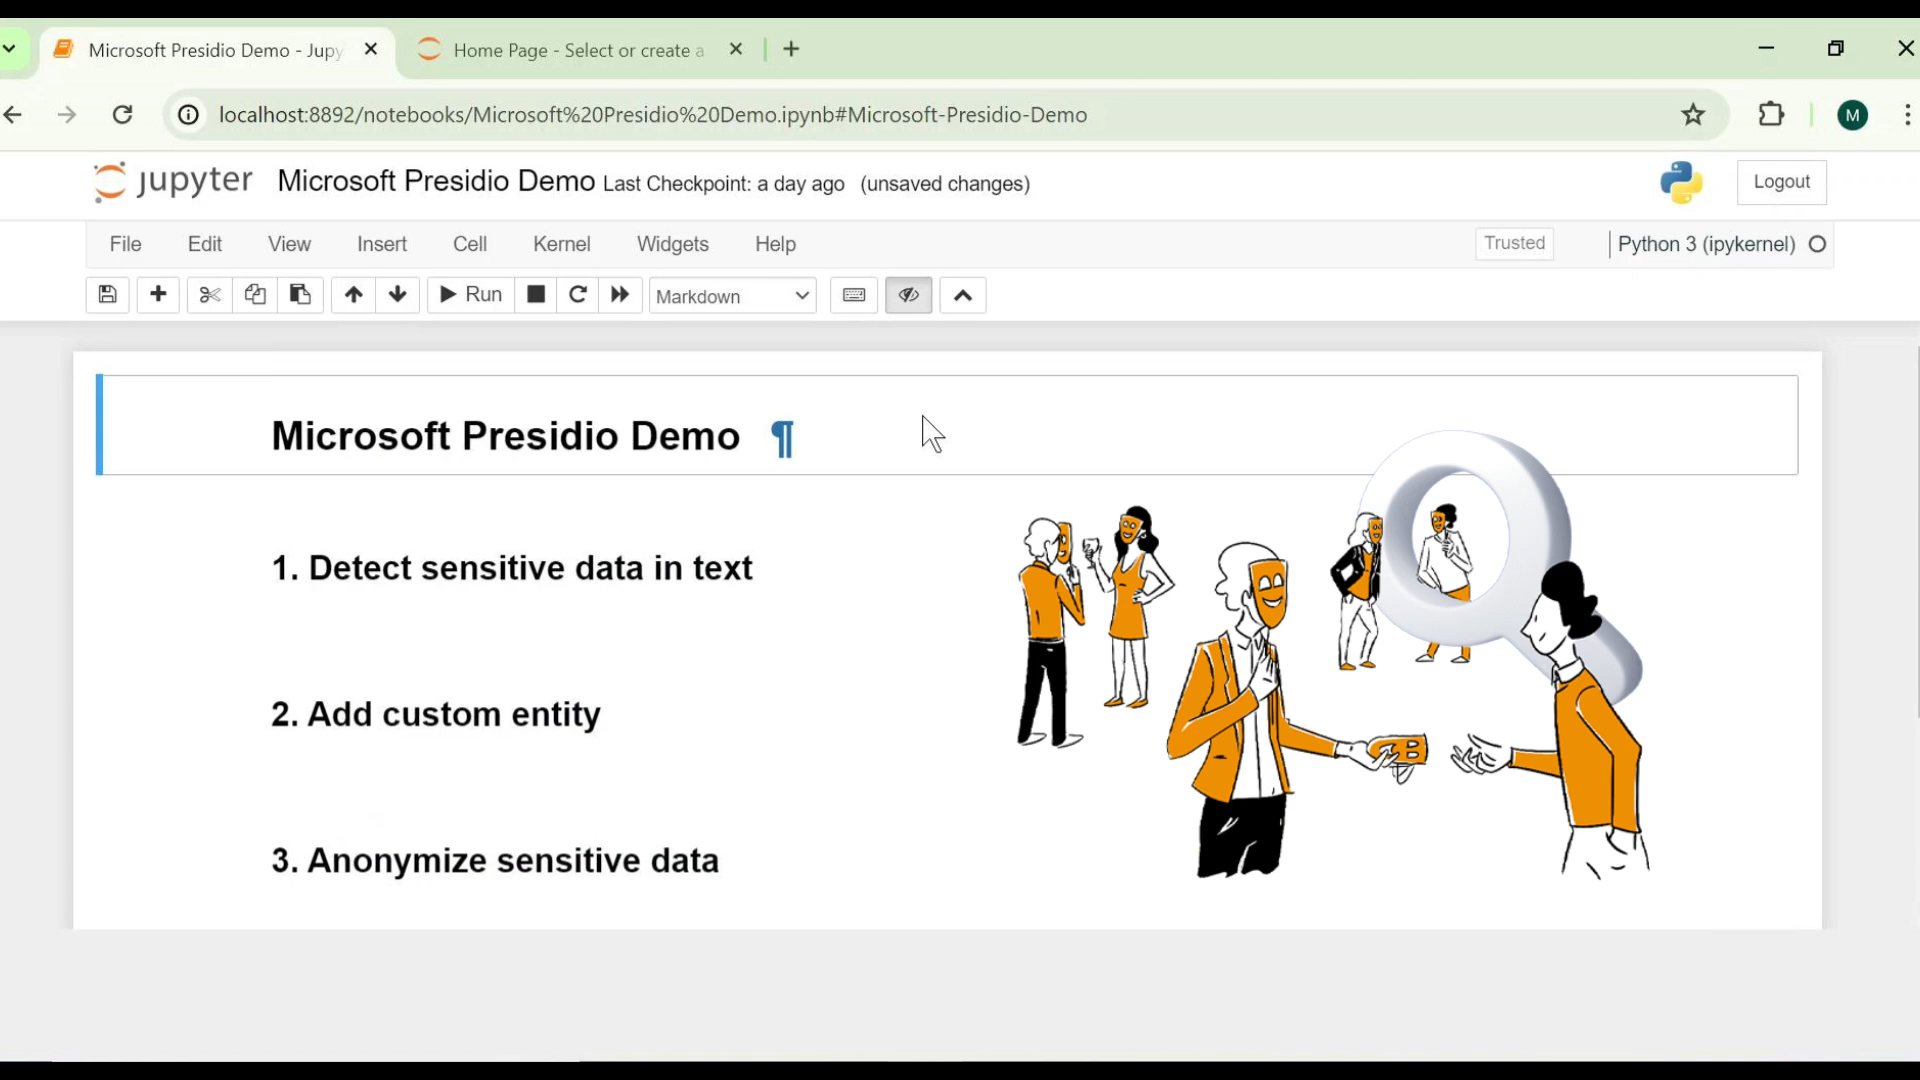 Microsoft Presidio Demo - Jupy
Home Page - Select or create a
localhost:8892/notebooks/Microsoft%20Presidio%20Demo.ipynb#Microsoft-Presidio-Demo
M
jupyter Microsoft Presidio Demo Last Checkpoint: a day ago (unsaved changes)
Logout
File Edit View Insert Cell Kernel Widgets Help
Trusted
Python 3 (ipykernel)
Run
Markdown
Microsoft Presidio Demo ¶
1. Detect sensitive data in text
2. Add custom entity
3. Anonymize sensitive data
B